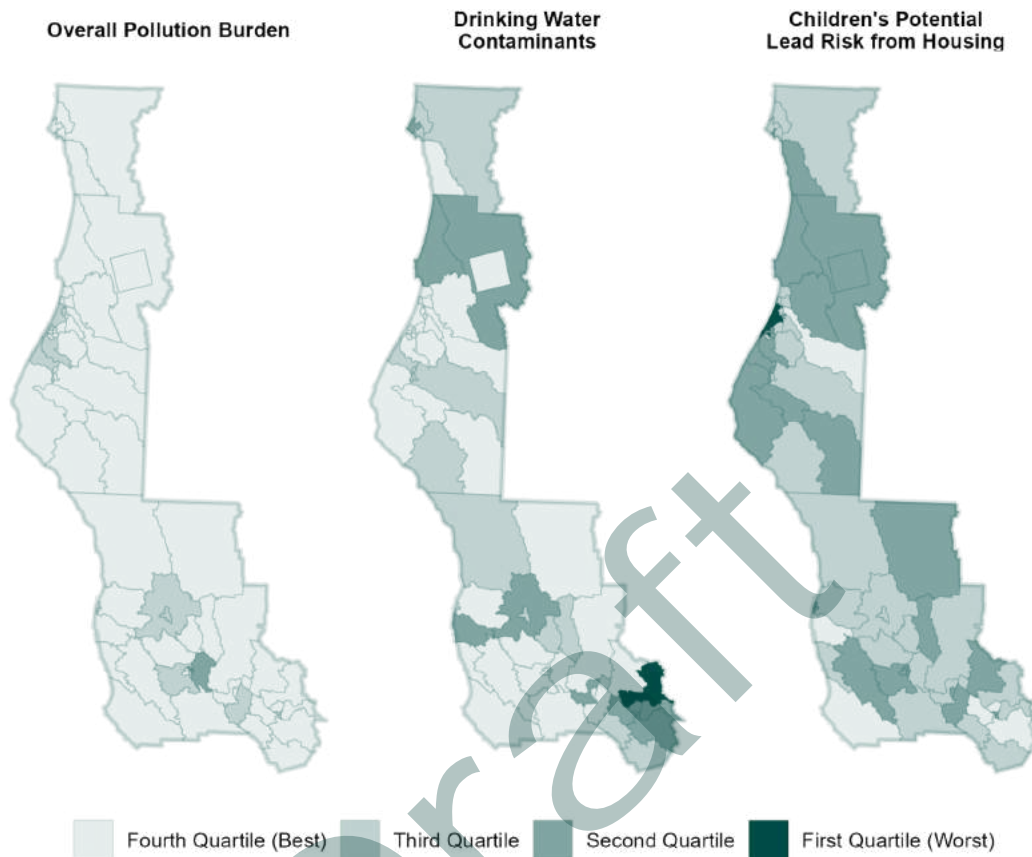 Overall Pollution Burden
Drinking Water
Contaminants
Children's Potential
Lead Risk from Housing
Draft
Fourth Quartile (Best)
Third Quartile
Second Quartile
First Quartile (Worst)